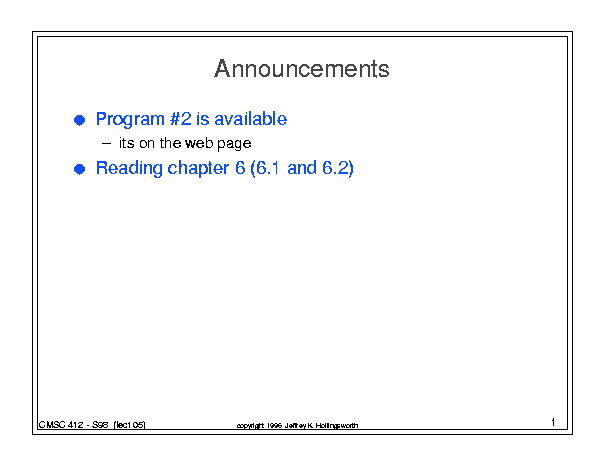 Announcements
● Program #2 is available
– its on the web page
● Reading chapter 6 (6.1 and 6.2)
CMSC 412 - S98 (lect 05)
copyright 1996 Jeffrey K. Hollingsworth
1